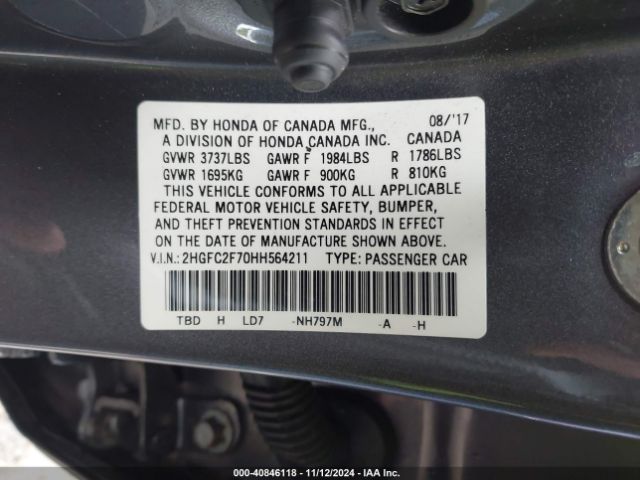 MFD. BY HONDA OF CANADA MFG., 08/'17
A DIVISION OF HONDA CANADA INC. CANADA
GVWR 3737LBS GAWR F 1984LBS R 1786LBS
GVWR 1695KG GAWR F 900KG R 810KG
THIS VEHICLE CONFORMS TO ALL APPLICABLE
FEDERAL MOTOR VEHICLE SAFETY, BUMPER,
AND THEFT PREVENTION STANDARDS IN EFFECT
ON THE DATE OF MANUFACTURE SHOWN ABOVE.
V.I.N.: 2HGFC2F70HH564211 TYPE: PASSENGER CAR
TBD H LD7 -NH797M -A -H
000-40846118 - 11/12/2024 - IAA Inc.